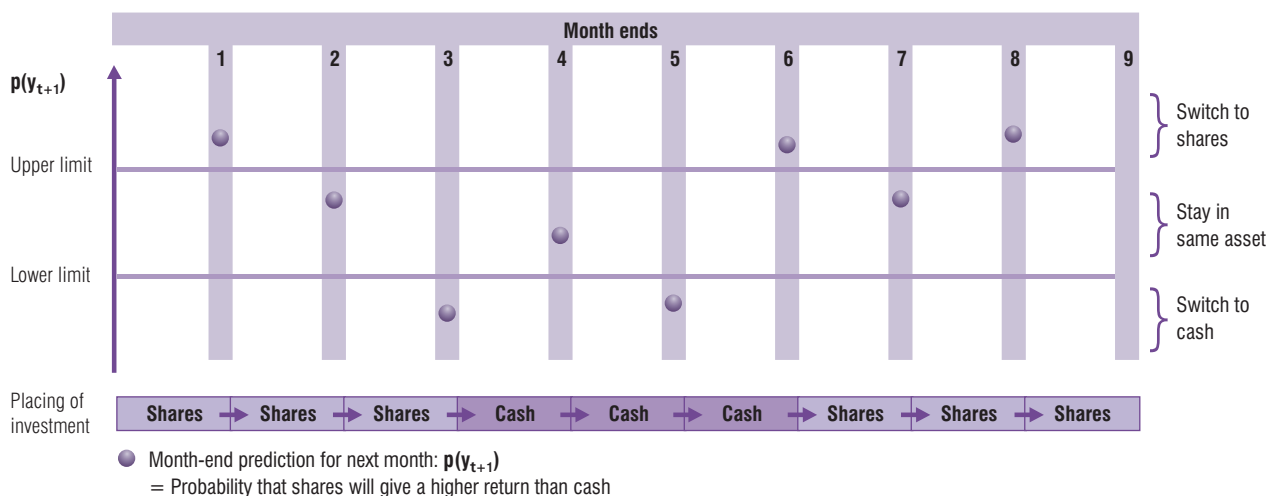 Month ends
1 2 3 4 5 6 7 8 9
p(yt+1)
Switch to
shares
Upper limit
Stay in
same asset
Lower limit
Switch to
cash
Placing of
investment
Shares Shares Shares Cash Cash Cash Shares Shares Shares
Month-end prediction for next month: p(yt+1)
= Probability that shares will give a higher return than cash